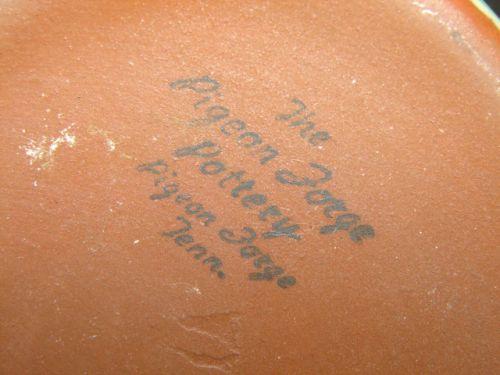 The
Pigeon Forge
Pottery
Pigeon Forge
Tenn.